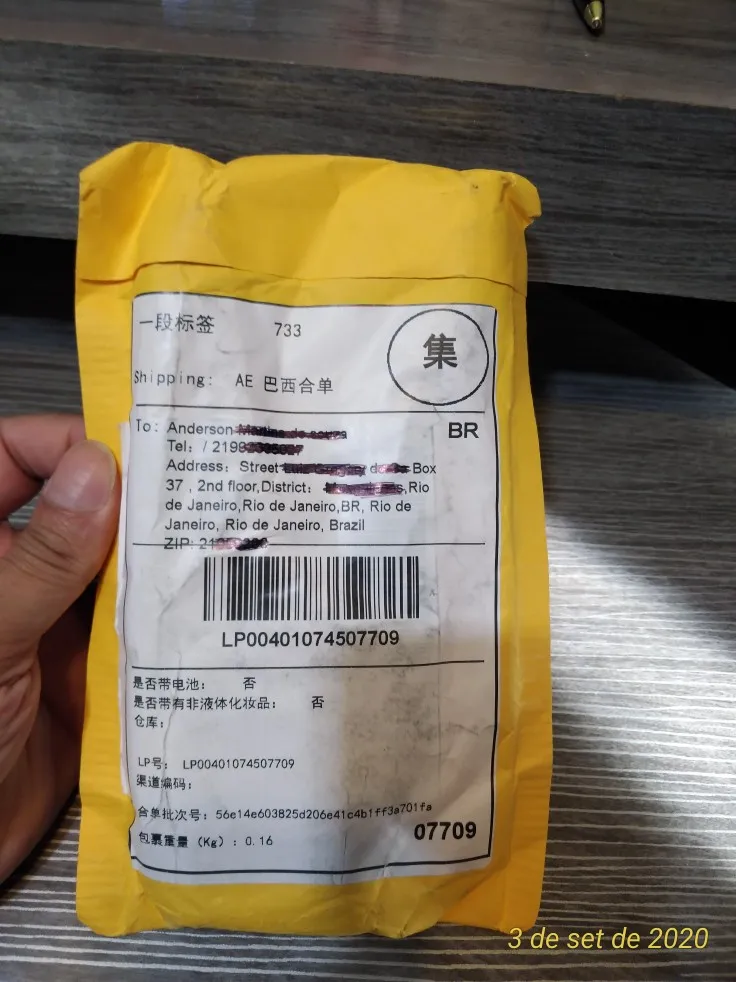 一段标签 733
集
Shipping: AE 巴西合单
To: Anderson
BR
Tel: / 219
Address: Street Box
37 , 2nd floor,District: ,Rio
de Janeiro,Rio de Janeiro,BR, Rio de
Janeiro, Rio de Janeiro, Brazil
ZIP: 21
LP00401074507709
是否带电池： 否
是否带有非液体化妆品： 否
仓库：
LP号： LP00401074507709
渠道编码：
合单批次号：56e14e603825d206e41c4b1ff3a701fa
07709
包裹重量（Kg）：0.16
3 de set de 2020